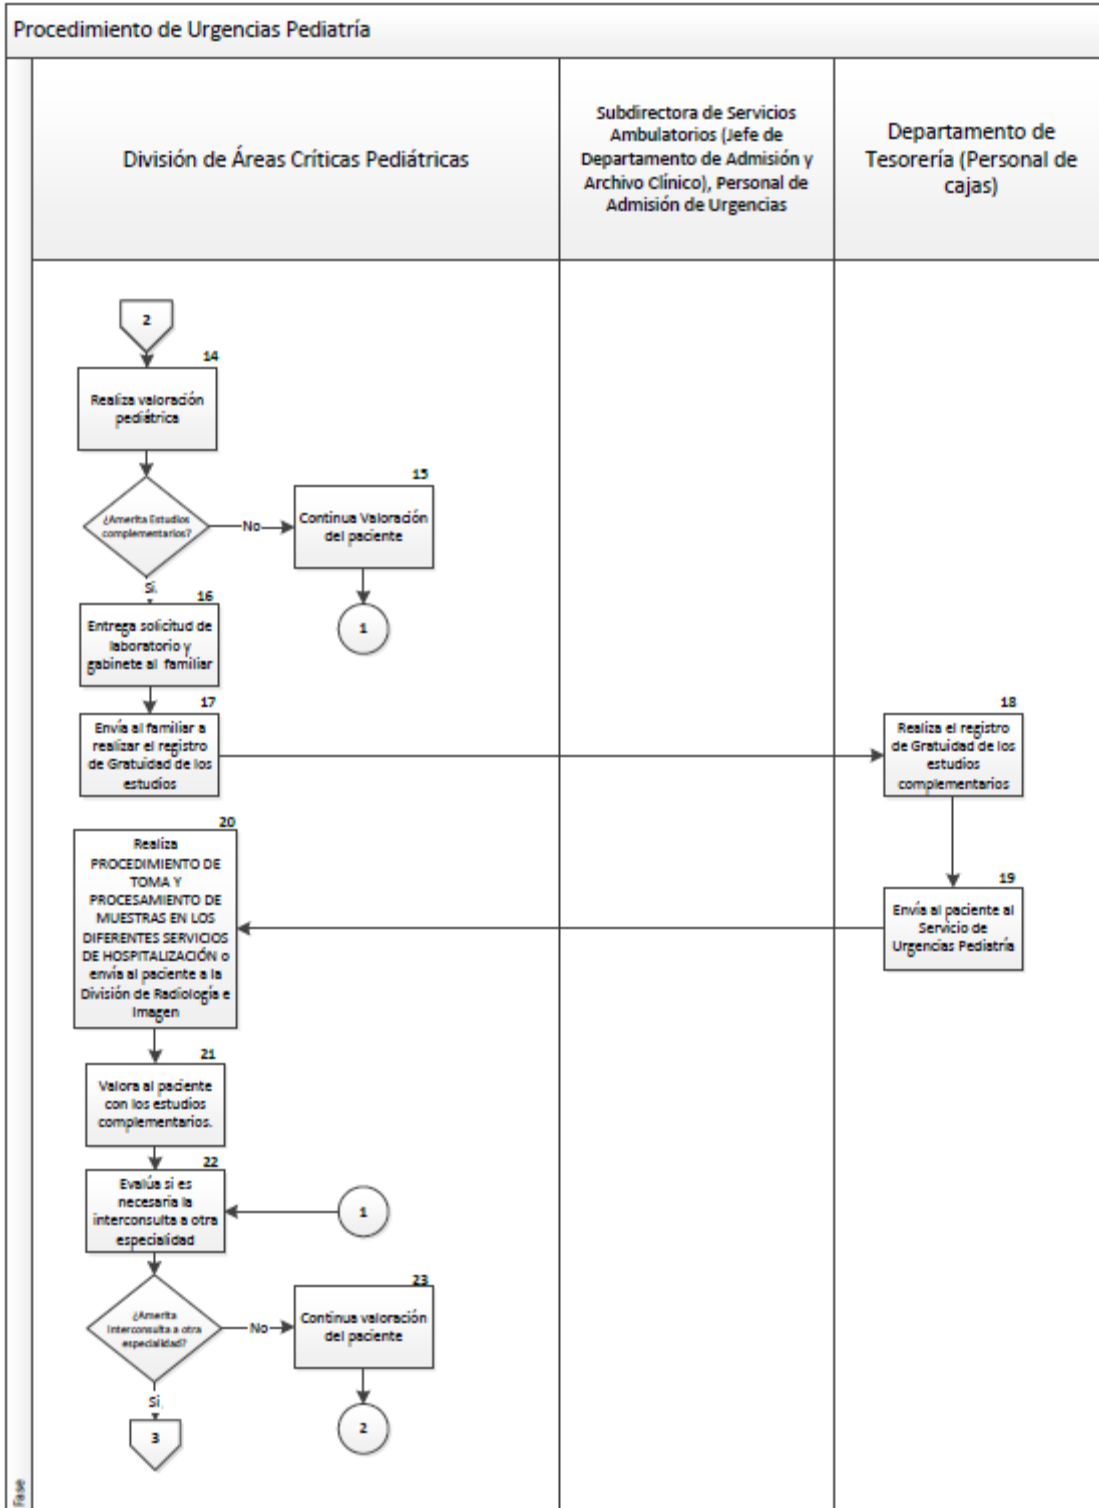 Procedimiento de Urgencias Pediatría
División de Áreas Críticas Pediátricas
Subdirectora de Servicios
Ambulatorios (Jefe de
Departamento de Admisión y
Archivo Clínico), Personal de
Admisión de Urgencias
Departamento de
Tesorería (Personal de
cajas)
2
14
Realiza valoración
pediátrica
¿Amerita Estudios
complementarios?
No
15
Continua Valoración
del paciente
1
Si
16
Entrega solicitud de
laboratorio y
gabinete al familiar
17
Envía al familiar a
realizar el registro
de Gratuidad de los
estudios
18
Realiza el registro
de Gratuidad de los
estudios
complementarios
19
Envía al paciente al
Servicio de
Urgencias Pediatría
20
Realiza
PROCEDIMIENTO DE
TOMA Y
PROCESAMIENTO DE
MUESTRAS EN LOS
DIFERENTES SERVICIOS
DE HOSPITALIZACIÓN o
envía al paciente a la
División de Radiología e
Imagen
21
Valora al paciente
con los estudios
complementarios.
22
Evalúa si es
necesaria la
interconsulta a otra
especialidad
1
¿Amerita
Interconsulta a otra
especialidad?
No
23
Continua valoración
del paciente
2
Si
3
Fase